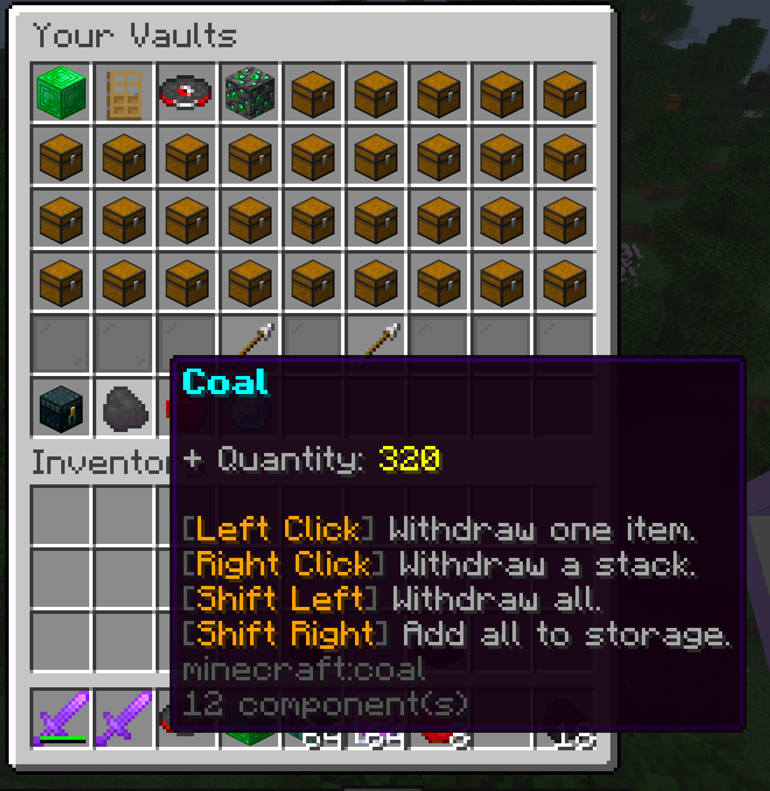 Your Vaults
Coal
+ Quantity: 320
Inventor
[Left Click] Withdraw one item.
[Right Click] Withdraw a stack.
[Shift Left] Withdraw all.
[Shift Right] Add all to storage.
minecraft:coal
12 component(s)